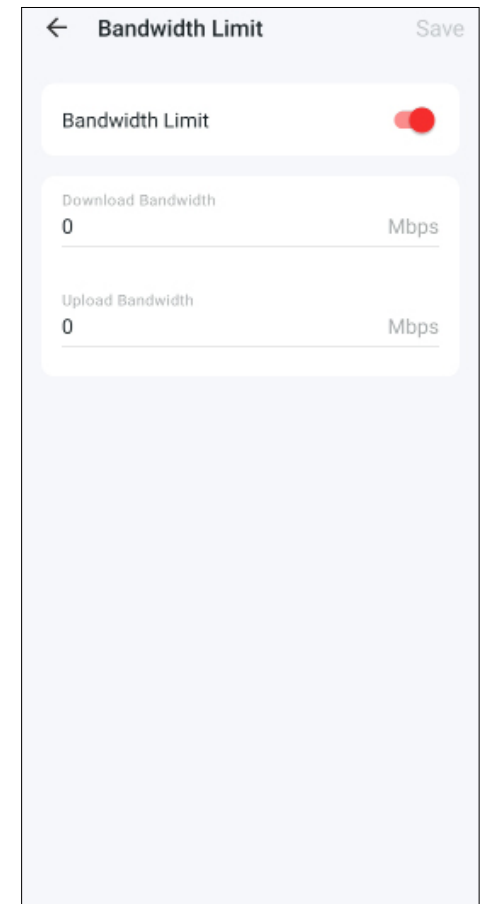 Bandwidth Limit Save
Bandwidth Limit
Download Bandwidth
0 Mbps
Upload Bandwidth
0 Mbps